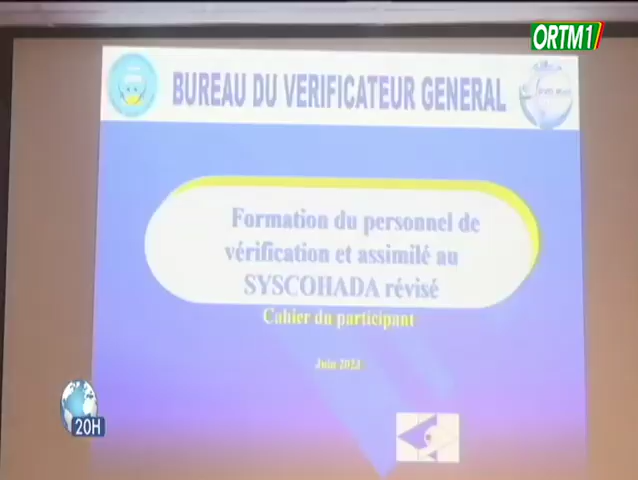 ORTM1
BUREAU DU VERIFICATEUR GENERAL
Formation du personnel de
vérification et assimilé au
SYSCOHADA révisé
Cahier du participant
Juin
20H